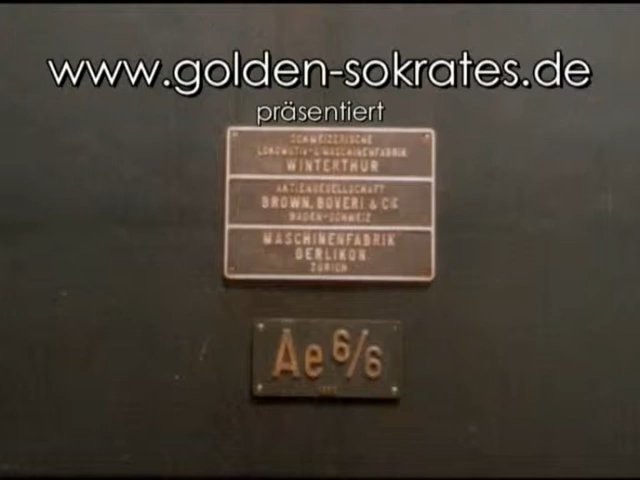 www.golden-sokrates.de
präsentiert
SCHWEIZERISCHE
LOKOMOTIV-&MASCHINENFABRIK
WINTERTHUR
AKTIENGESELLSCHAFT
BROWN, BOVERI & Cie
BADEN-SCHWEIZ
MASCHINENFABRIK
OERLIKON
ZÜRICH
Ae 6/6